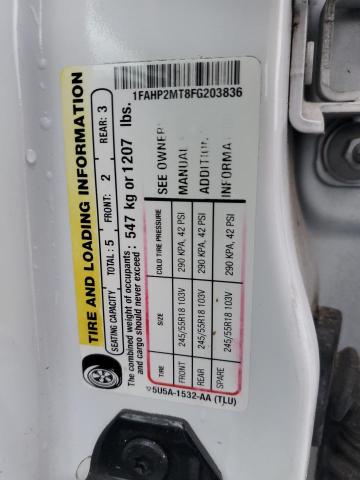 1FAHP2MT8FG203836
TIRE AND LOADING INFORMATION
SEATING CAPACITY TOTAL: 5 FRONT: 2 REAR: 3
The combined weight of occupants
and cargo should never exceed : 547 kg or 1207 lbs.
TIRE SIZE COLD TIRE PRESSURE SEE OWNER
FRONT 245/55R18 103V 290 KPA, 42 PSI MANUAL
REAR 245/55R18 103V 290 KPA, 42 PSI
SPARE 245/55R18 103V 290 KPA, 42 PSI INFORMA
5U5A-1532-AA (TLU)